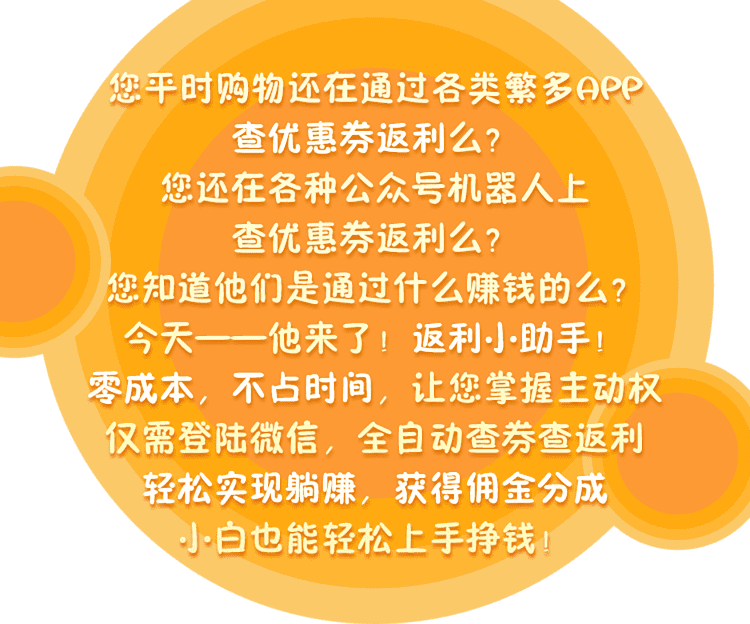 您平时购物还在通过各类繁多APP
查优惠券返利么？
您还在各种公众号机器人上
查优惠券返利么？
您知道他们是通过什么赚钱的么？
今天——他来了！返利小助手！
零成本，不占时间，让您掌握主动权
仅需登陆微信，全自动查券查返利
轻松实现躺赚，获得佣金分成
小白也能轻松上手挣钱！